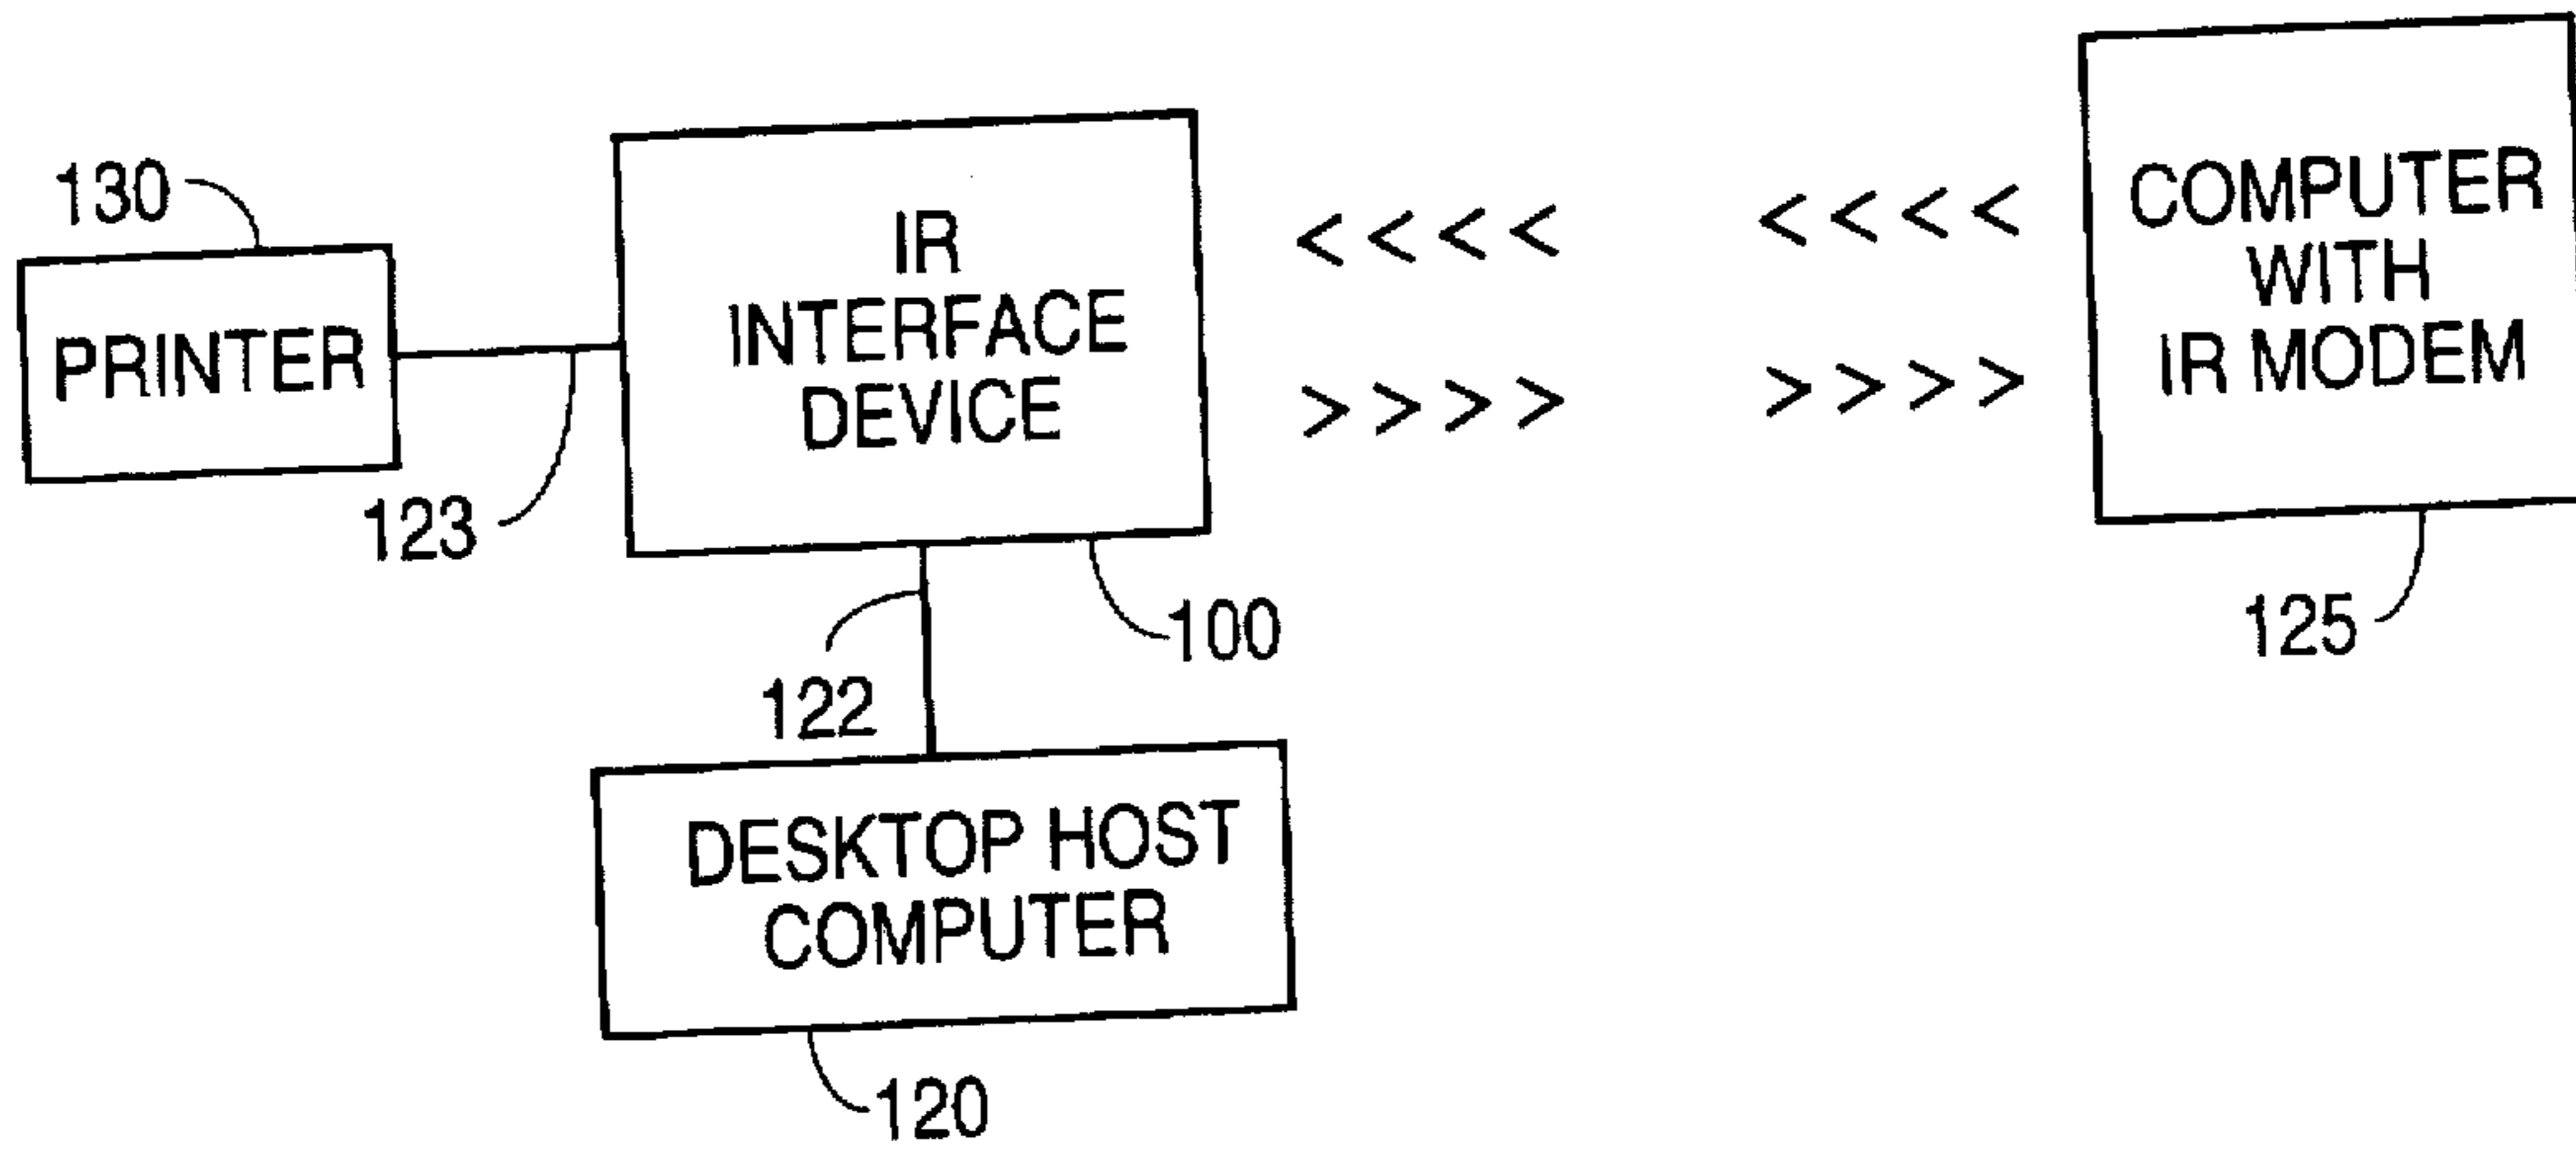 130
PRINTER
123
IR
INTERFACE
DEVICE
<<<< <<<<
>>>> >>>>
COMPUTER
WITH
IR MODEM
125
100
122
DESKTOP HOST
COMPUTER
120